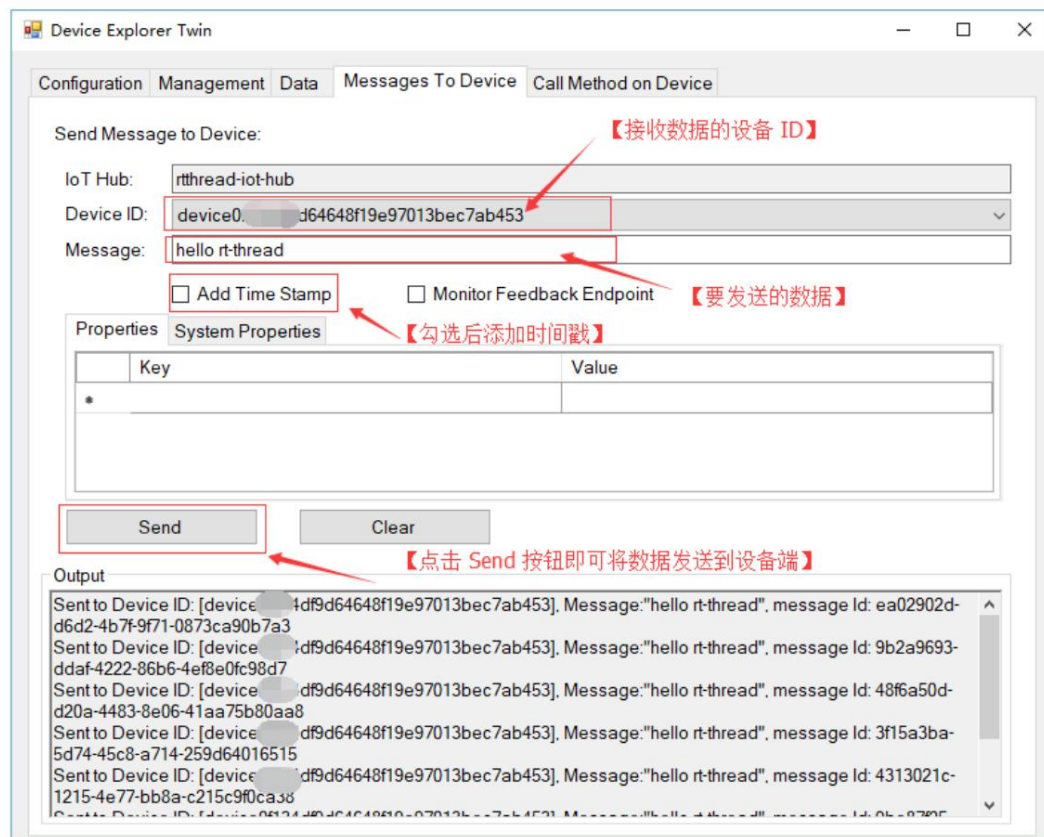 Device Explorer Twin
Configuration Management Data Messages To Device Call Method on Device
Send Message to Device:
【接收数据的设备 ID】
IoT Hub: rtthread-iot-hub
Device ID: device0 d64648f19e97013bec7ab453
Message: hello rt-thread
Add Time Stamp Monitor Feedback Endpoint 【要发送的数据】
Properties System Properties 【勾选后添加时间戳】
Key Value
*
Send Clear
【点击 Send 按钮即可将数据发送到设备端】
Output
Sent to Device ID: [device 4df9d64648f19e97013bec7ab453], Message:"hello rt-thread", message Id: ea02902d-
d6d2-4b7f-9f71-0873ca90b7a3
Sent to Device ID: [device df9d64648f19e97013bec7ab453], Message:"hello rt-thread", message Id: 9b2a9693-
ddaf-4222-86b6-4ef8e0fc98d7
Sent to Device ID: [device df9d64648f19e97013bec7ab453], Message:"hello rt-thread", message Id: 48f6a50d-
d20a-4483-8e06-41aa75b80aa8
Sent to Device ID: [device df9d64648f19e97013bec7ab453], Message:"hello rt-thread", message Id: 3f15a3ba-
5d74-45c8-a714-259d64016515
Sent to Device ID: [device df9d64648f19e97013bec7ab453], Message:"hello rt-thread", message Id: 4313021c-
1215-4e77-bb8a-c215c9f0ca38